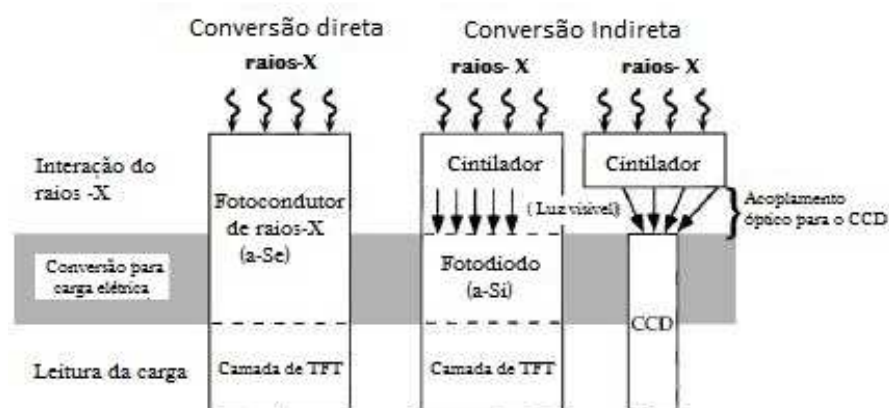 Conversão direta
Conversão Indireta
raios-X
raios- X
raios- X
Interação do
raios -X
Fotocondutor
de raios-X
(a-Se)
Cintilador
Cintilador
( Luz visível)
Acoplamento
óptico para o CCD
Conversão para
carga elétrica
Fotodiodo
(a-Si)
CCD
Leitura da carga
Camada de TFT
Camada de TFT